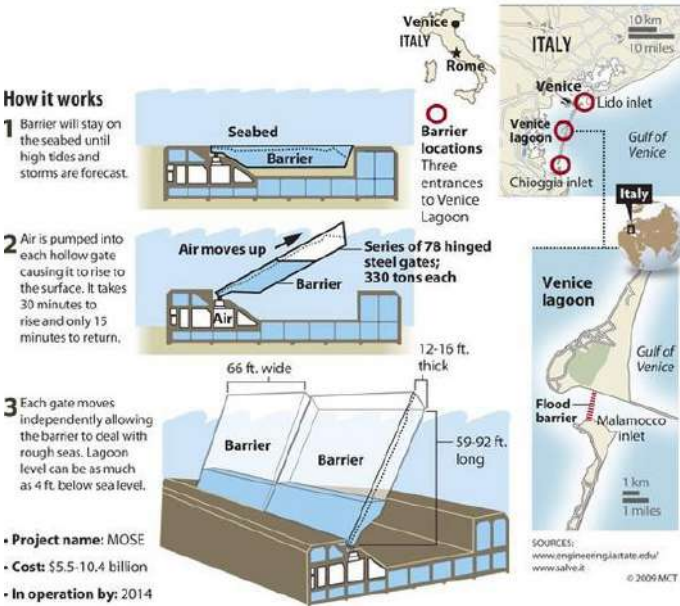 How it works
1 Barrier will stay on
the seabed until
high tides and
storms are forecast.
Seabed
Barrier
2 Air is pumped into
each hollow gate
causing it to rise to
the surface. It takes
30 minutes to
rise and only 15
minutes to return.
Air moves up
Series of 78 hinged
steel gates;
330 tons each
Barrier
Air
3 Each gate moves
independently allowing
the barrier to deal with
rough seas. Lagoon
level can be as much
as 4 ft. below sea level.
66 ft. wide
12-16 ft.
thick
Barrier
Barrier
59-92 ft.
long
• Project name: MOSE
• Cost: $5.5-10.4 billion
• In operation by: 2014
Venice
ITALY
Rome
Barrier
locations
Three
entrances
to Venice
Lagoon
10 km
10 miles
ITALY
Venice
Lido inlet
Venice
lagoon
Gulf of
Venice
Chioggia inlet
Italy
Venice
lagoon
Gulf of
Venice
Flood
barrier
Malamocco
inlet
1 km
1 miles
SOURCES:
www.engineering.iastate.edu/
www.salve.it
© 2009 MCT